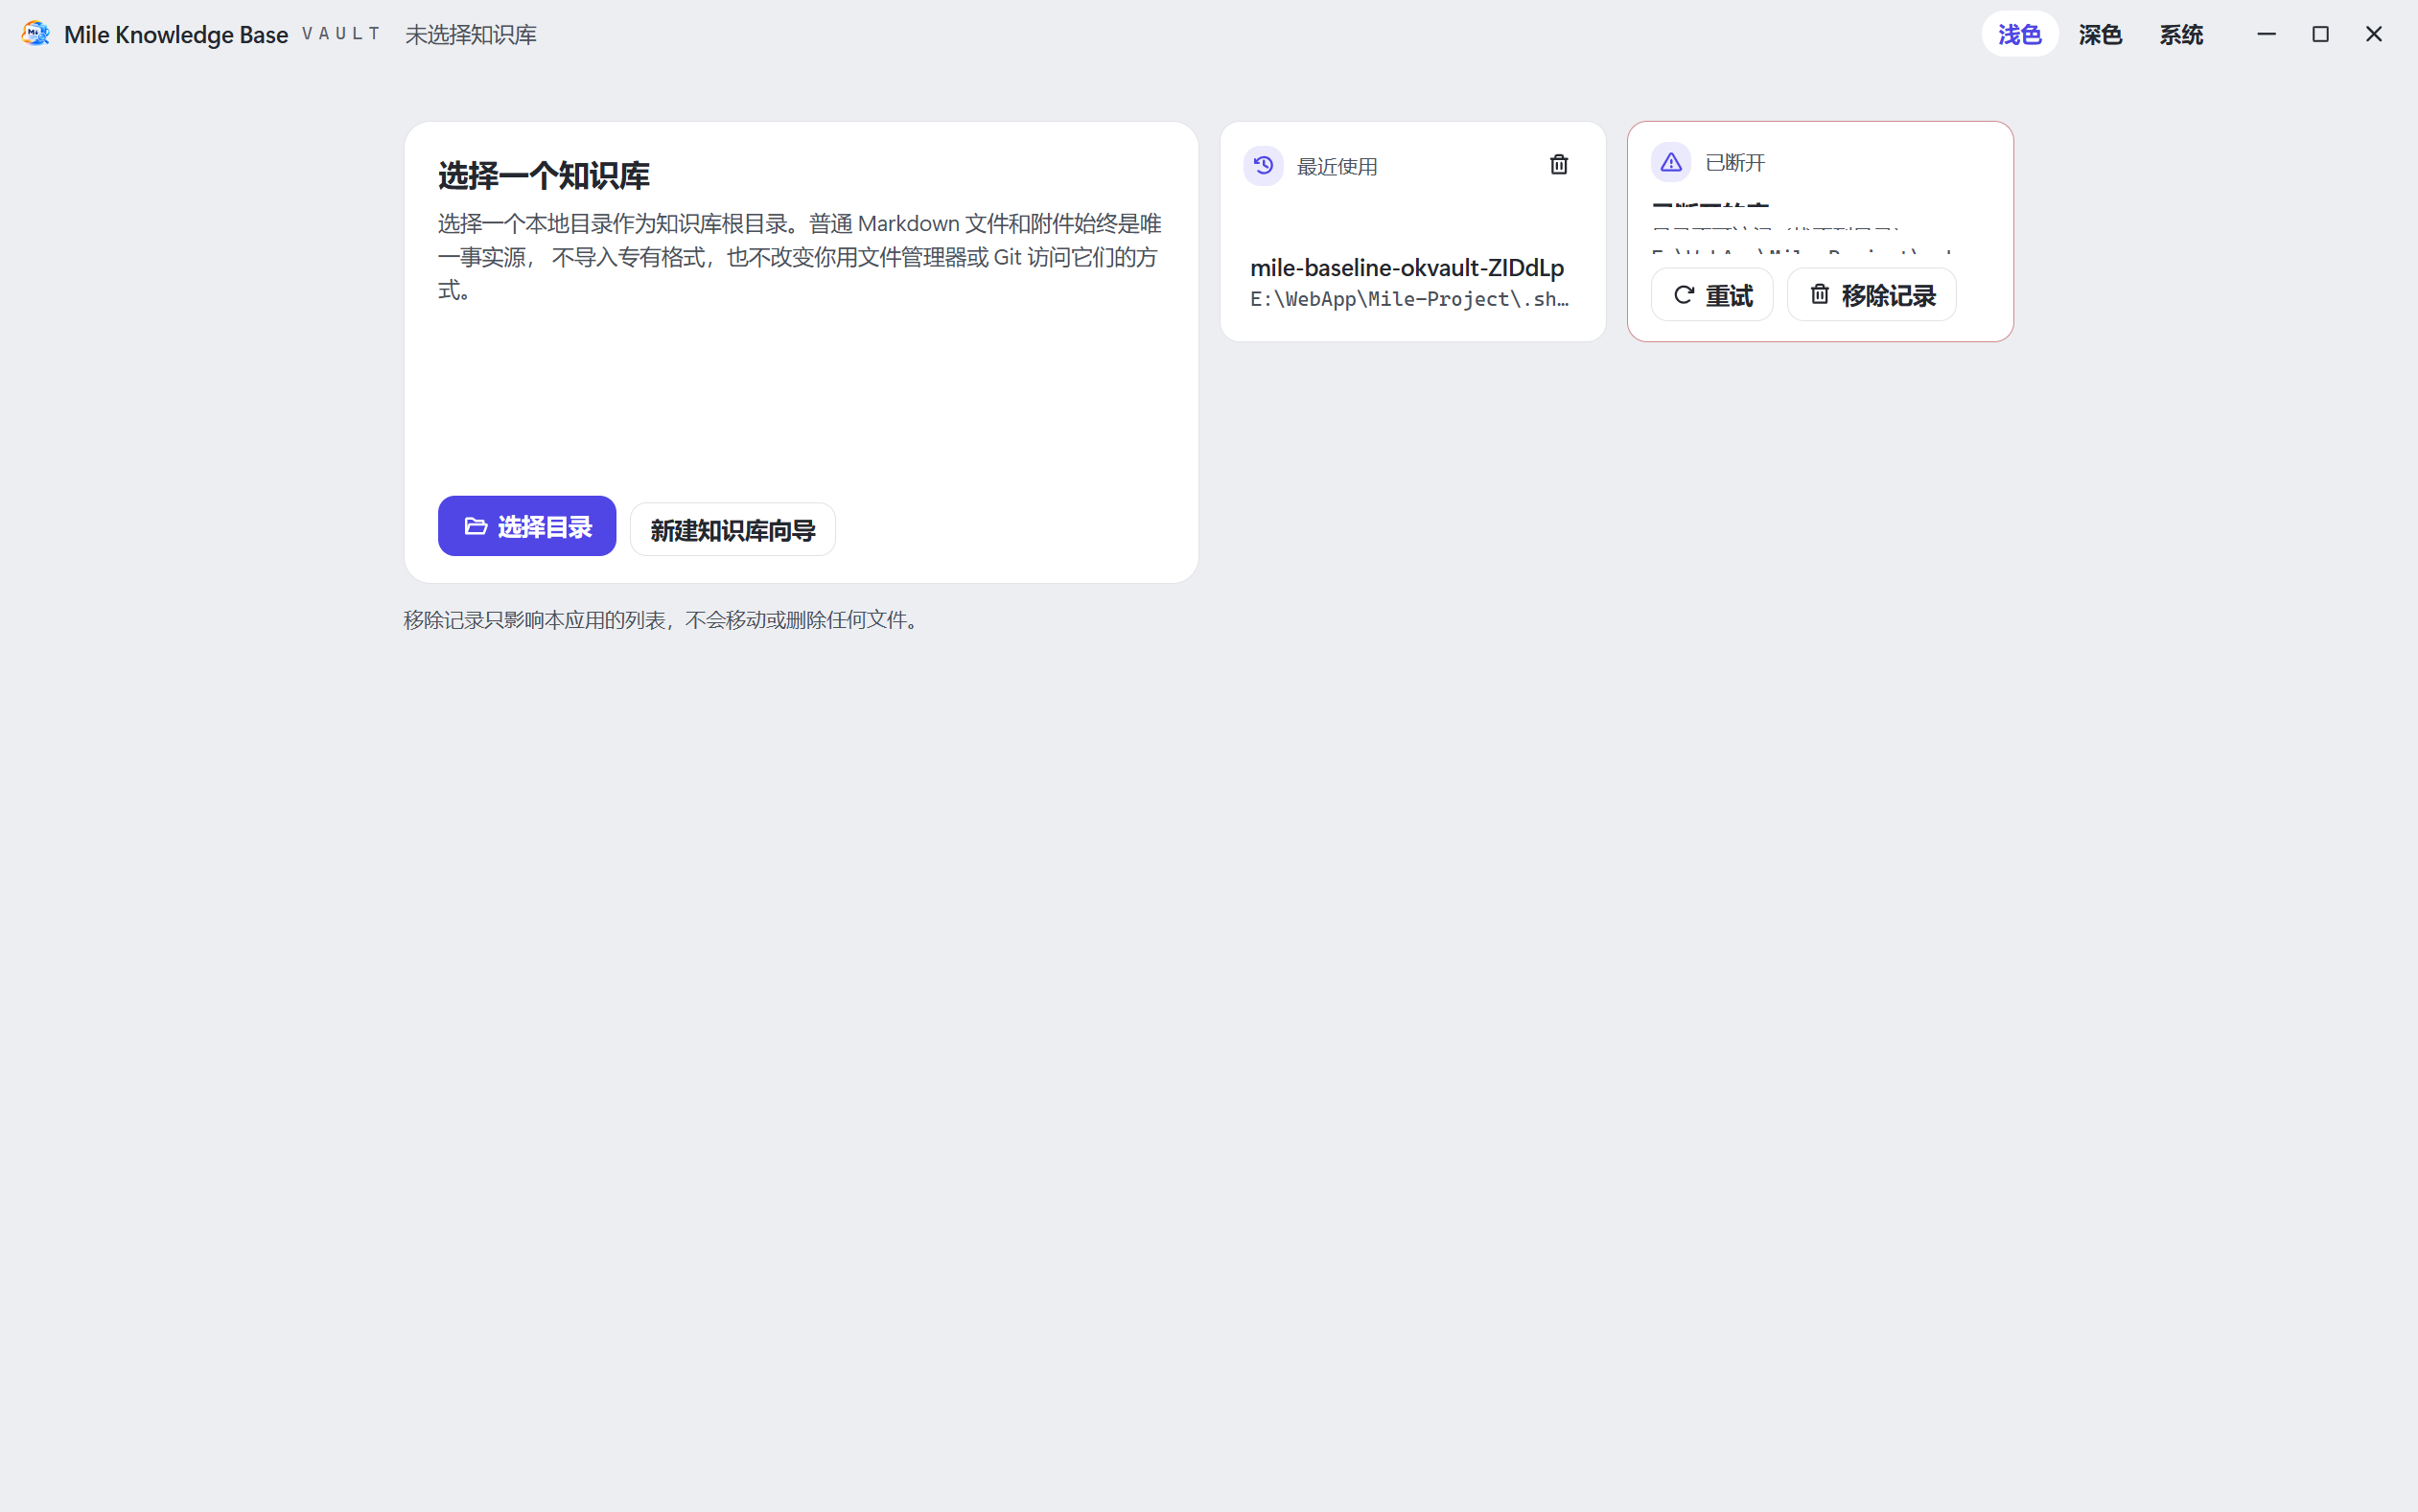 Mile Knowledge Base VAULT 未选择知识库
浅色 深色 系统
选择一个知识库
选择一个本地目录作为知识库根目录。普通 Markdown 文件和附件始终是唯
一事实源， 不导入专有格式，也不改变你用文件管理器或 Git 访问它们的方
式。
选择目录
新建知识库向导
最近使用
mile-baseline-okvault-ZIDdLp
E:\WebApp\Mile-Project\.sh…
已断开
重试
移除记录
移除记录只影响本应用的列表，不会移动或删除任何文件。